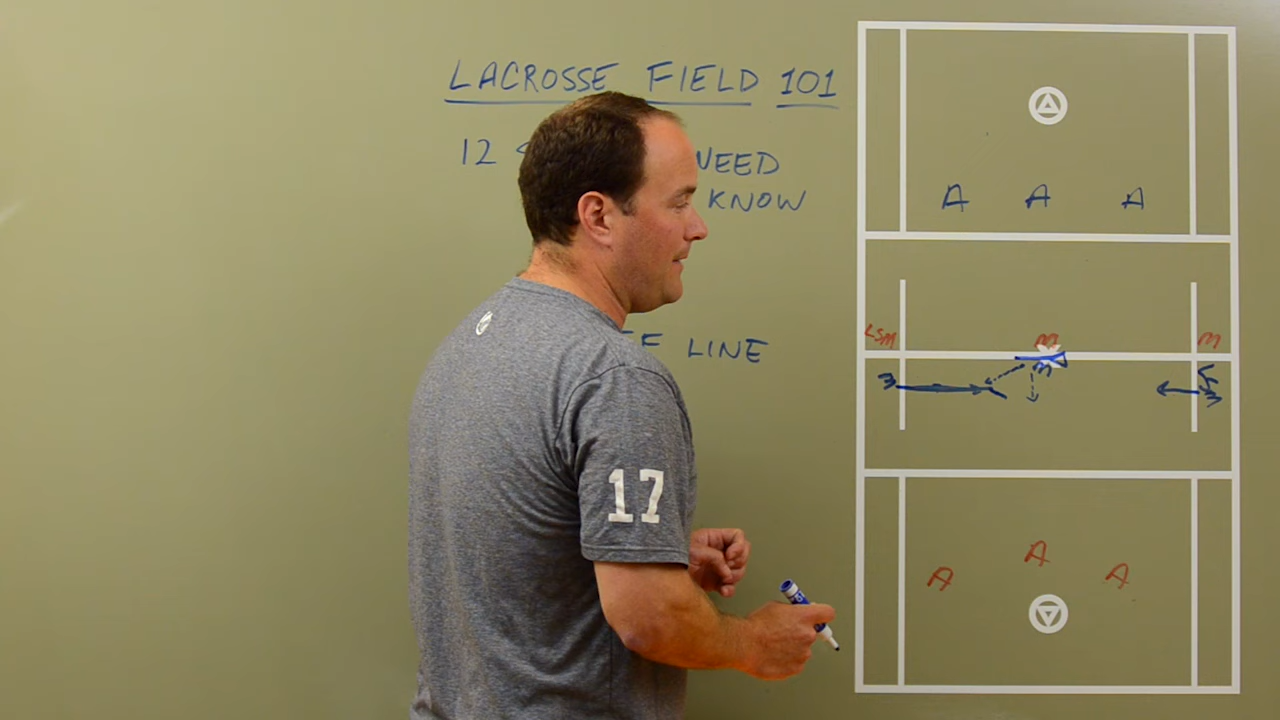 LACROSSE FIELD 101
12 NEED
KNOW
LINE
A A A
LSM M M
M
17
A A A